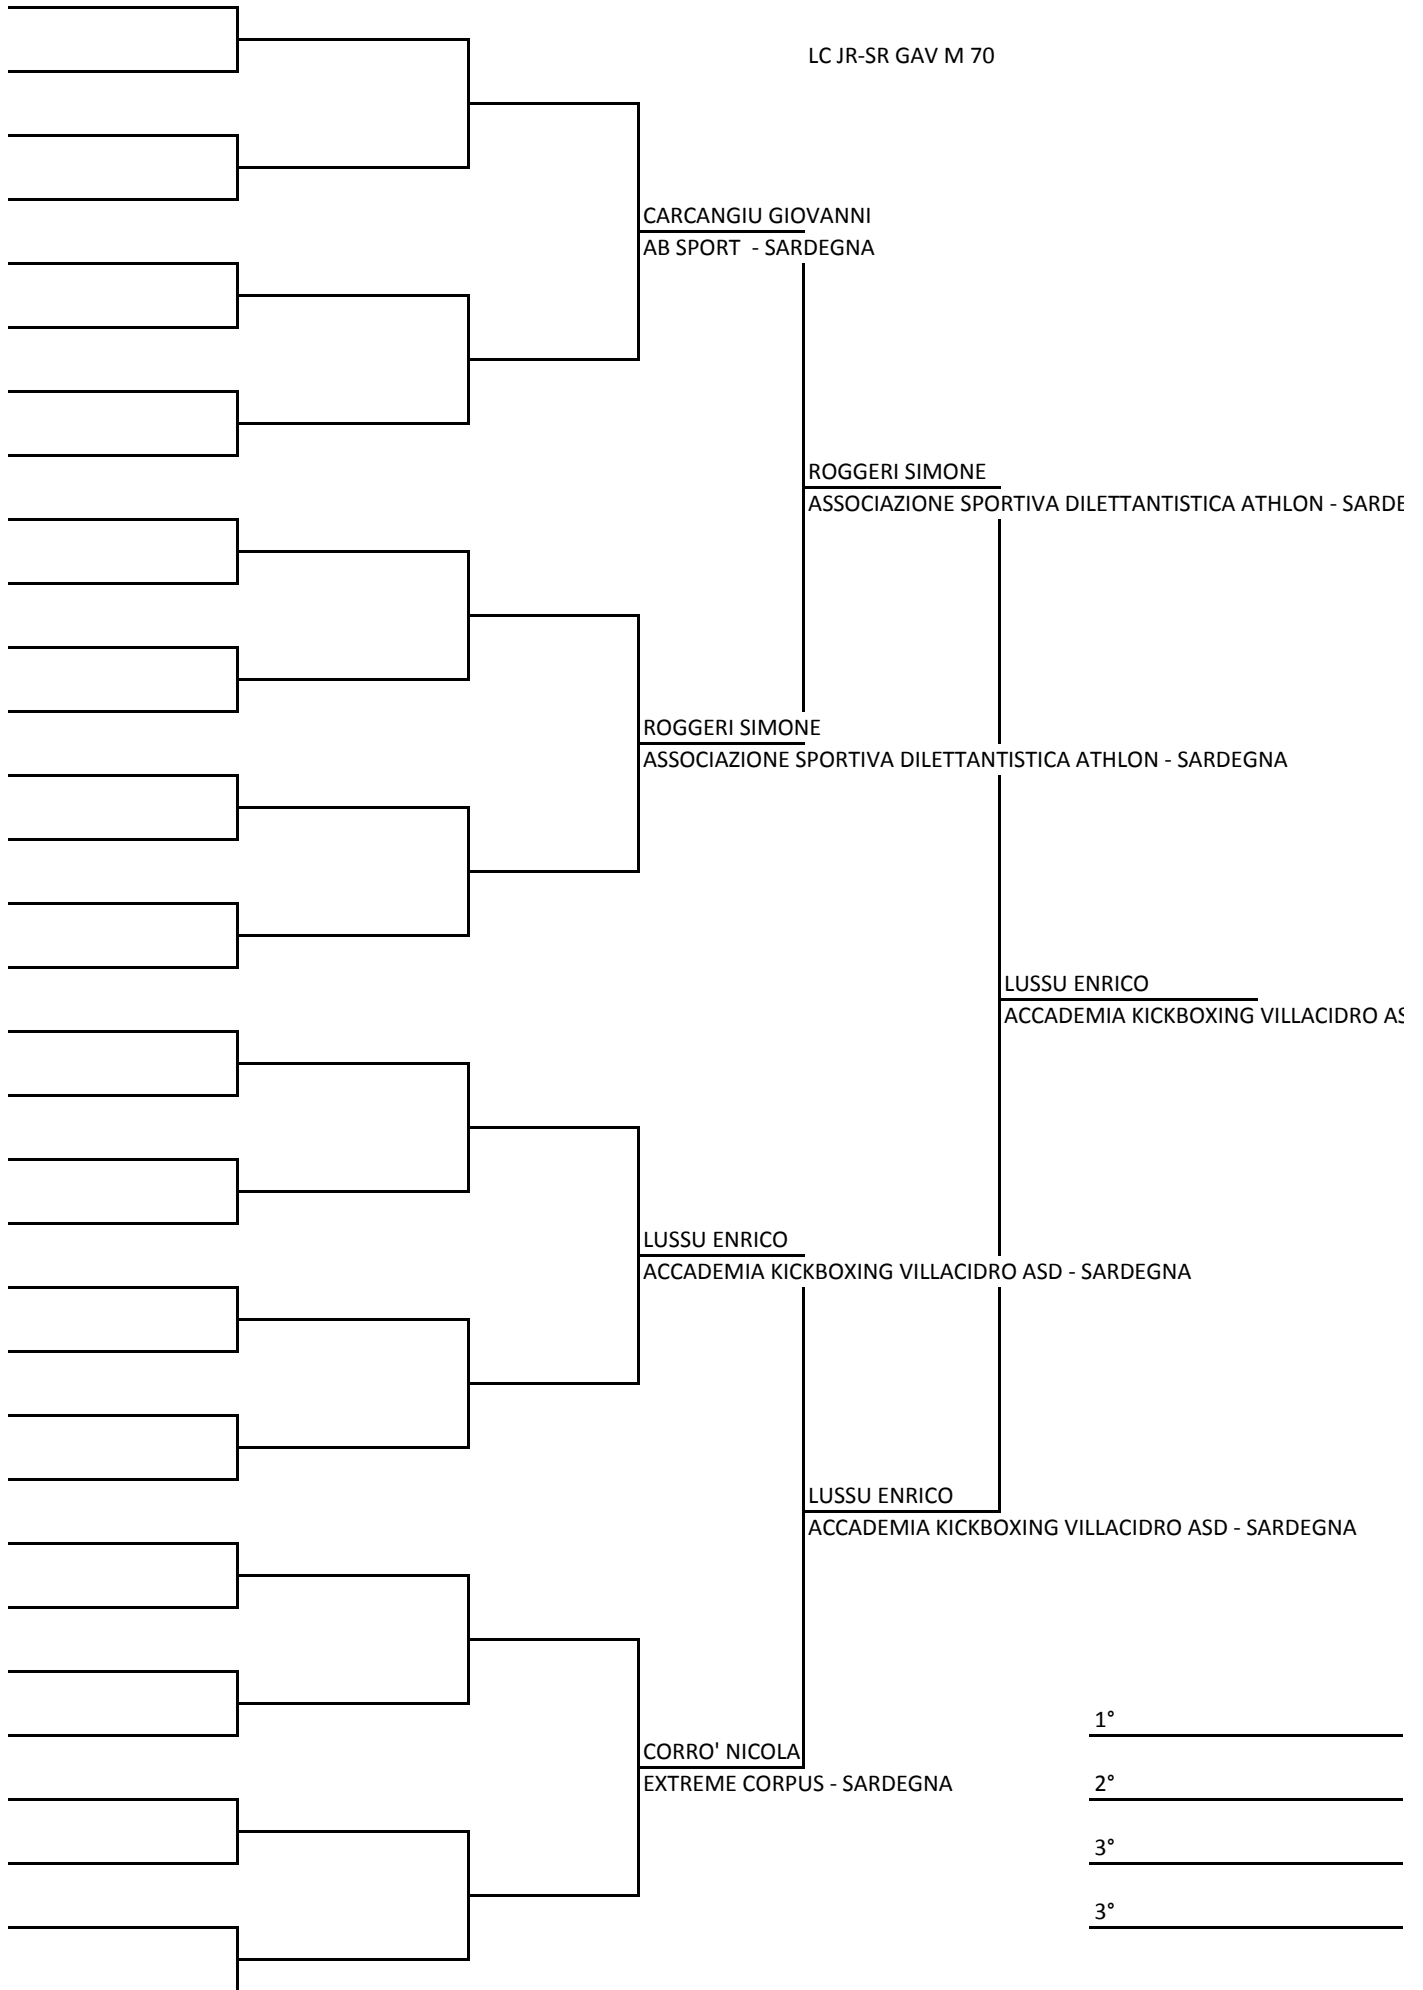 LC JR-SR GAV M 70
CARCANGIU GIOVANNI
AB SPORT  - SARDEGNA
ROGGERI SIMONE
ASSOCIAZIONE SPORTIVA DILETTANTISTICA ATHLON - SARDE
ROGGERI SIMONE
ASSOCIAZIONE SPORTIVA DILETTANTISTICA ATHLON - SARDEGNA
LUSSU ENRICO
ACCADEMIA KICKBOXING VILLACIDRO AS
LUSSU ENRICO
ACCADEMIA KICKBOXING VILLACIDRO ASD - SARDEGNA
LUSSU ENRICO
ACCADEMIA KICKBOXING VILLACIDRO ASD - SARDEGNA
1°
CORRO' NICOLA
EXTREME CORPUS - SARDEGNA
2°
3°
3°